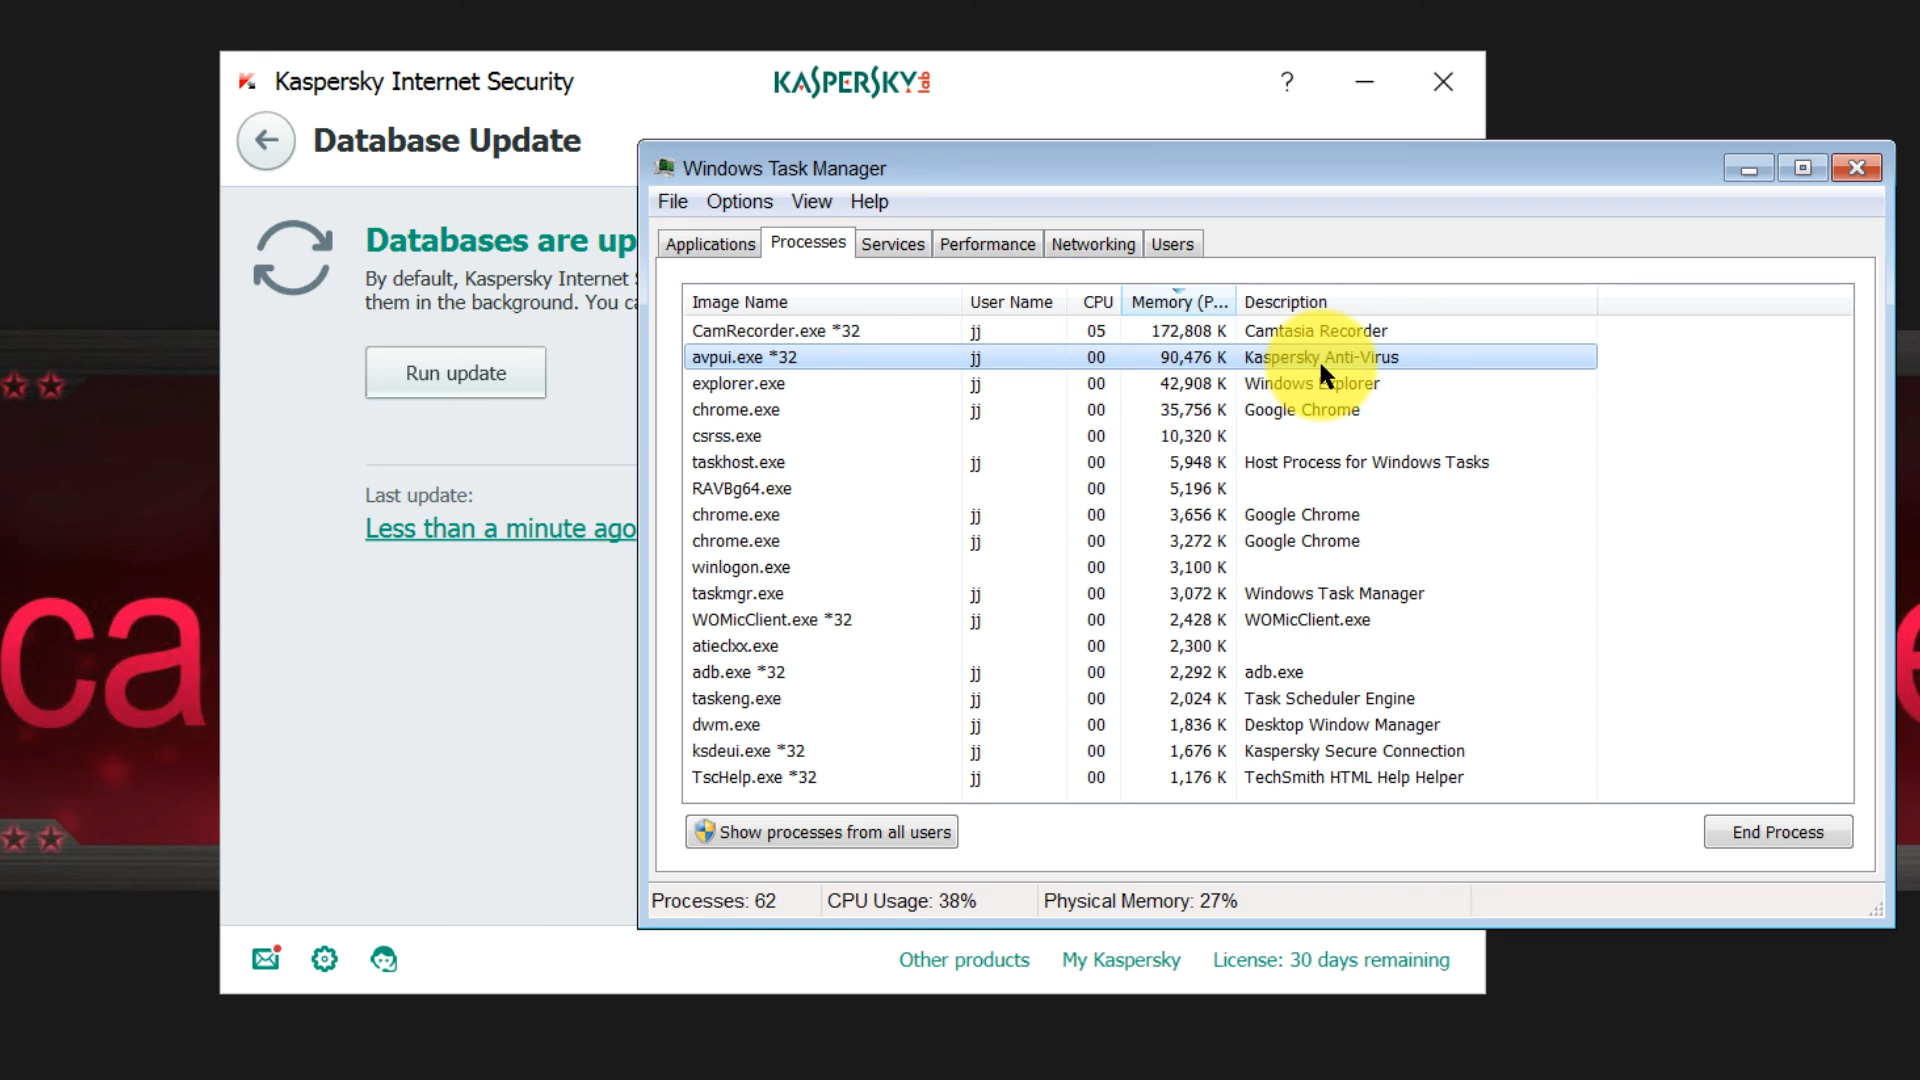 Kaspersky Internet Security
KASPERSKY lab
?
Database Update
Databases are up
By default, Kaspersky Internet
them in the background. You ca
Run update
Last update:
Less than a minute ago
Windows Task Manager
File Options View Help
Applications Processes Services Performance Networking Users
Image Name User Name CPU Memory (P... Description
CamRecorder.exe *32 jj 05 172,808 K Camtasia Recorder
avpui.exe *32 jj 00 90,476 K Kaspersky Anti-Virus
explorer.exe jj 00 42,908 K Windows Explorer
chrome.exe jj 00 35,756 K Google Chrome
csrss.exe 00 10,320 K
taskhost.exe jj 00 5,948 K Host Process for Windows Tasks
RAVBg64.exe 00 5,196 K
chrome.exe jj 00 3,656 K Google Chrome
chrome.exe jj 00 3,272 K Google Chrome
winlogon.exe 00 3,100 K
taskmgr.exe jj 00 3,072 K Windows Task Manager
WOMicClient.exe *32 jj 00 2,428 K WOMicClient.exe
atieclxx.exe 00 2,300 K
adb.exe *32 jj 00 2,292 K adb.exe
taskeng.exe jj 00 2,024 K Task Scheduler Engine
dwm.exe jj 00 1,836 K Desktop Window Manager
ksdeui.exe *32 jj 00 1,676 K Kaspersky Secure Connection
TscHelp.exe *32 jj 00 1,176 K TechSmith HTML Help Helper
Show processes from all users
End Process
Processes: 62 CPU Usage: 38% Physical Memory: 27%
Other products My Kaspersky License: 30 days remaining
ca